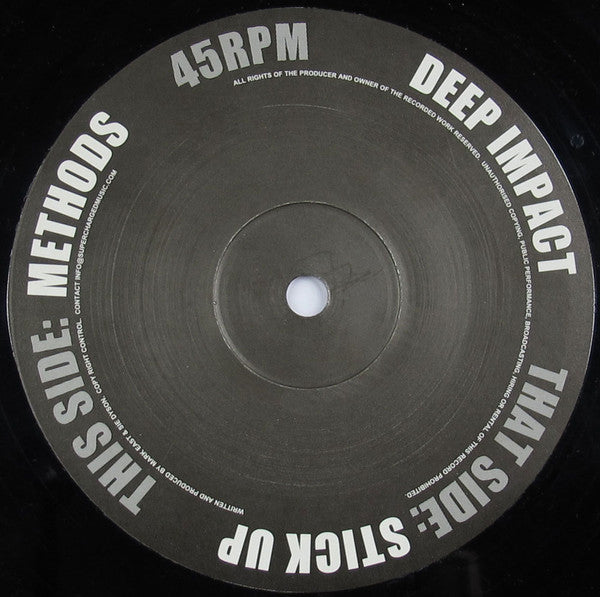 45RPM
DEEP IMPACT
THAT SIDE: STICK UP
THIS SIDE: METHODS
ALL RIGHTS OF THE PRODUCER AND OWNER OF THE RECORDED WORK RESERVED. UNAUTHORISED COPYING, PUBLIC PERFORMANCE, BROADCASTING HIRING OR RENTAL OF THIS RECORD PROHIBITED.
WRITTEN AND PRODUCED BY MARK EAST & SIE DYSON. COPY RIGHT CONTROL. CONTACT INFO@SUPERCHARGEDMUSIC.COM